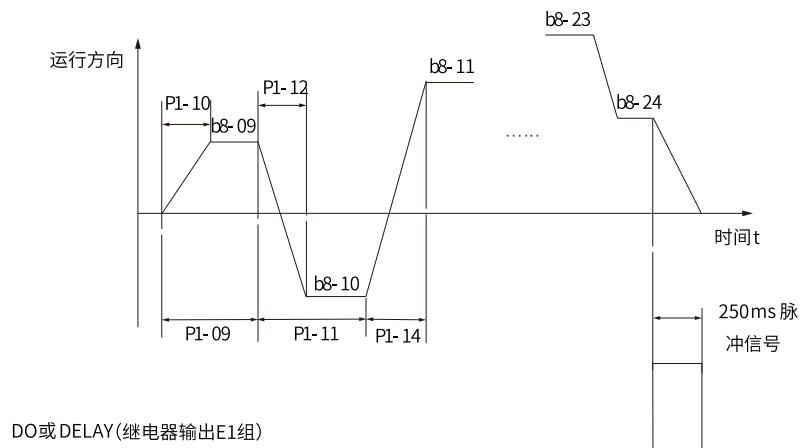 b8-23
运行方向
b8-11
P1-12
P1-10
b8-09
b8-24
……
时间t
b8-10
250ms 脉
冲信号
P1-09
P1-11
P1-14
DO或DELAY(继电器输出E1组)